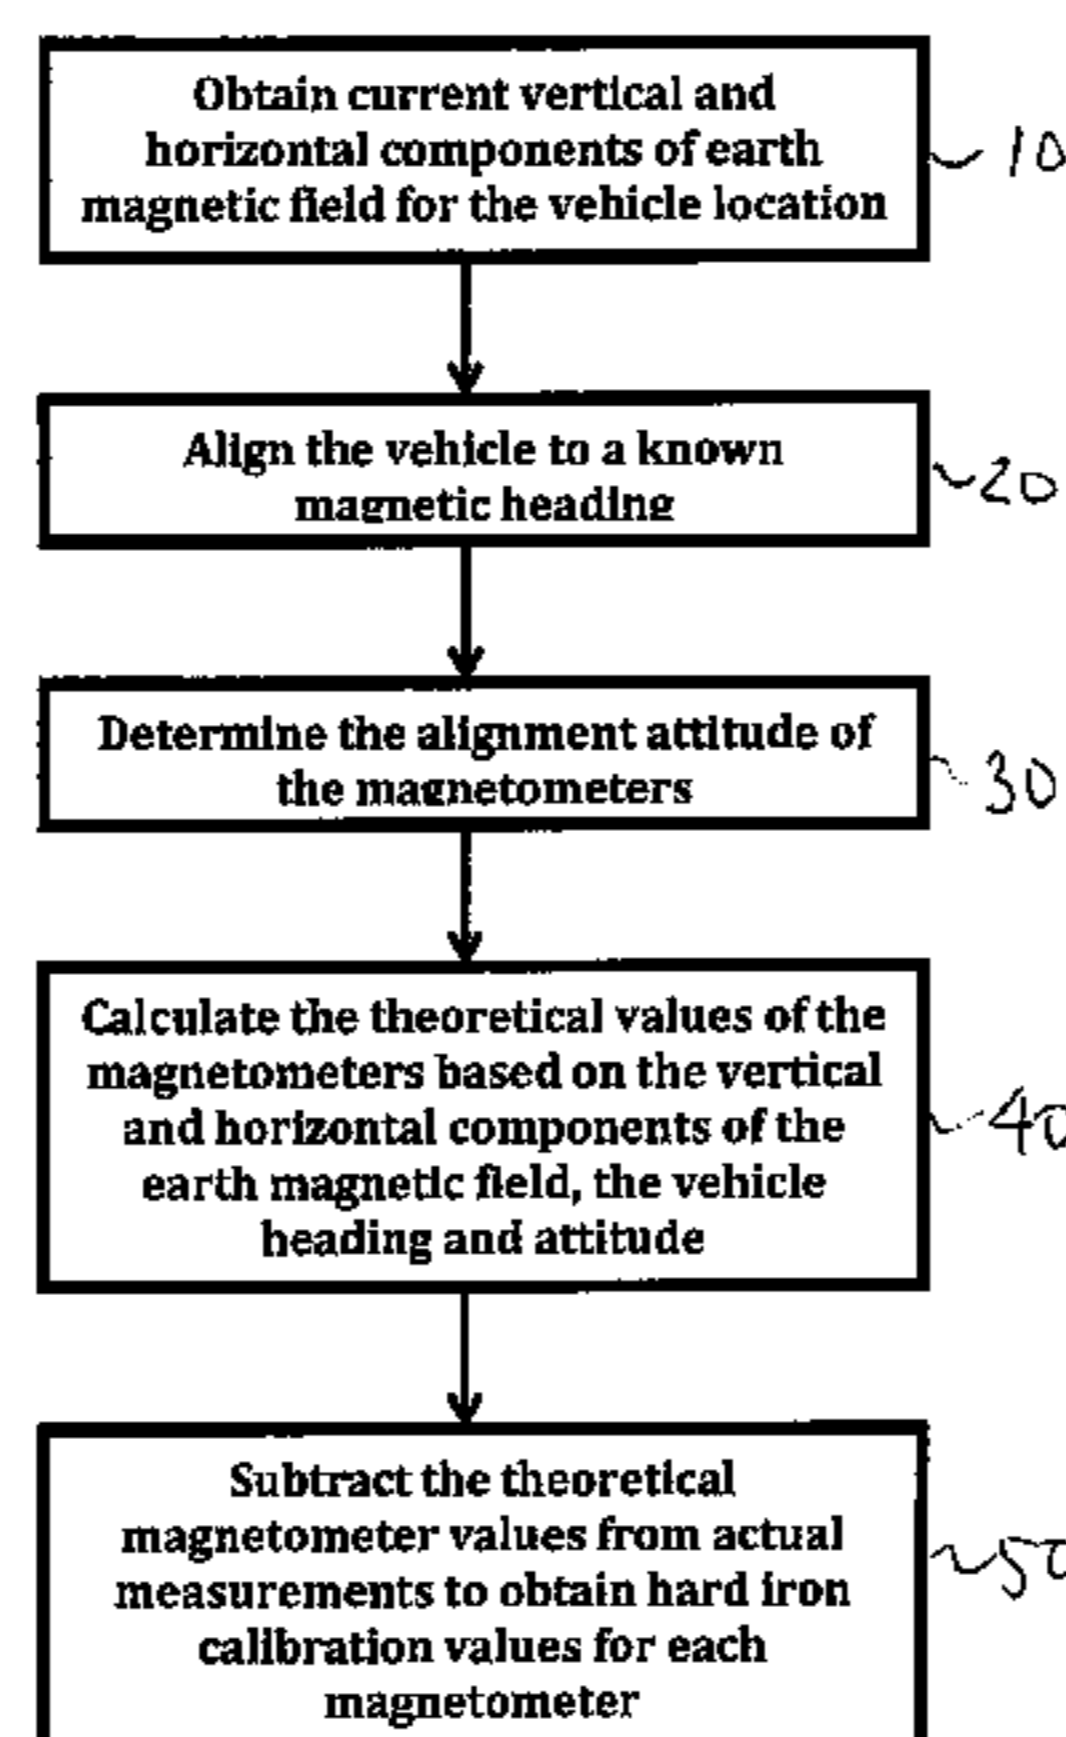 Obtain current vertical and
horizontal components of earth
magnetic field for the vehicle location
10
Align the vehicle to a known
magnetic heading
20
Determine the alignment attitude of
the magnetometers
30
Calculate the theoretical values of the
magnetometers based on the vertical
and horizontal components of the
earth magnetic field, the vehicle
heading and attitude
40
Subtract the theoretical
magnetometer values from actual
measurements to obtain hard iron
calibration values for each
magnetometer
50